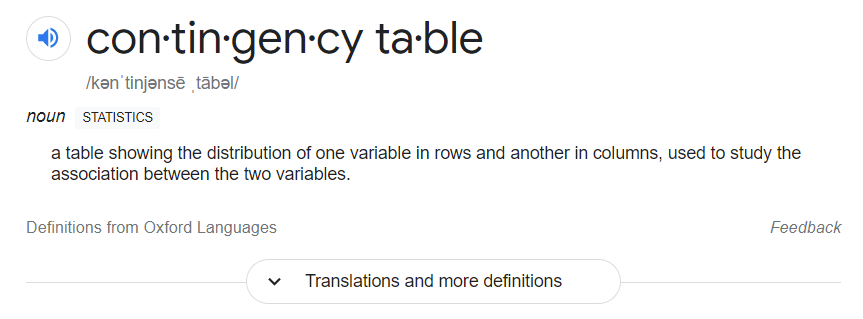 con·tin·gen·cy ta·ble
/kənˈtinjənsē ˌtābəl/
noun STATISTICS
a table showing the distribution of one variable in rows and another in columns, used to study the
association between the two variables.
Definitions from Oxford Languages Feedback
Translations and more definitions